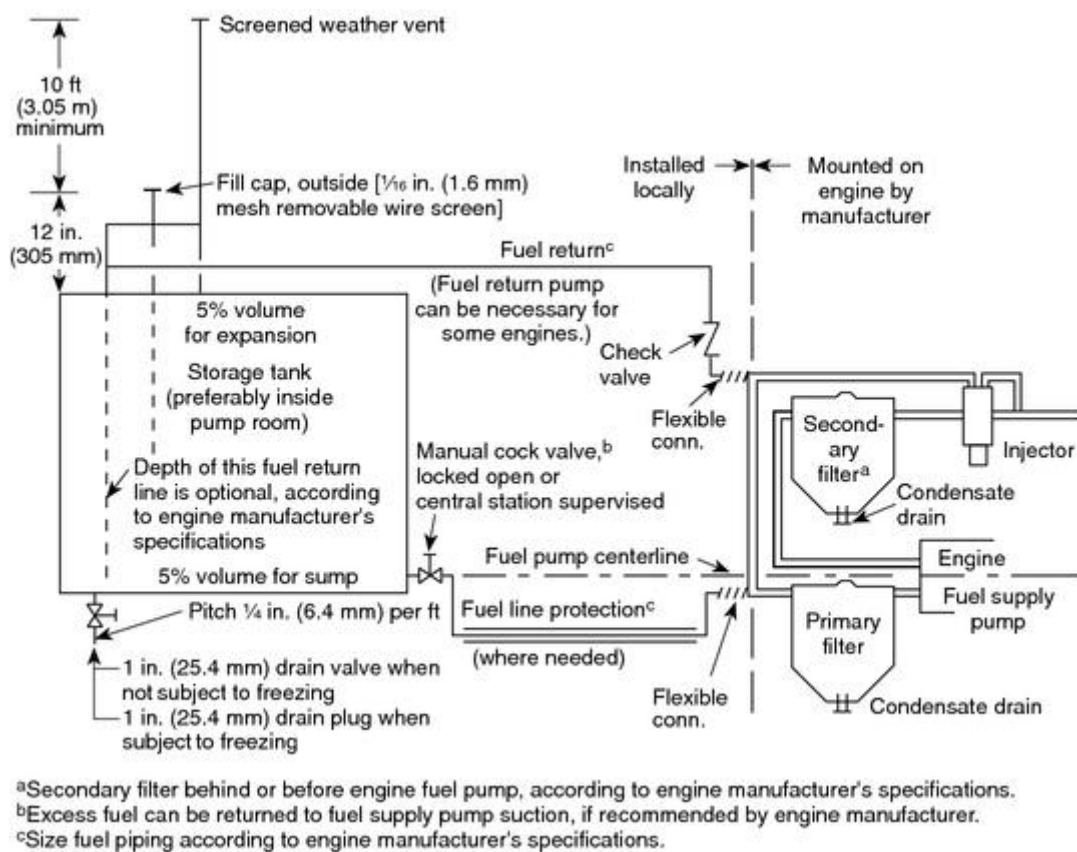 Screened weather vent
10 ft
(3.05 m)
minimum
Installed
locally
Mounted on
engine by
manufacturer
Fill cap, outside [1⁄16 in. (1.6 mm)
mesh removable wire screen]
12 in.
(305 mm)
Fuel returnᶜ
(Fuel return pump
can be necessary for
some engines.)
5% volume
for expansion
Check
valve
Storage tank
(preferably inside
pump room)
Flexible
conn.
Second-
ary
filterᵃ
Injector
Manual cock valve,ᵇ
locked open or
central station supervised
Depth of this fuel return
line is optional, according
to engine manufacturer's
specifications
Condensate
drain
Fuel pump centerline
Engine
5% volume for sump
Pitch ¼ in. (6.4 mm) per ft
Fuel line protectionᶜ
(where needed)
Fuel supply
pump
Primary
filter
1 in. (25.4 mm) drain valve when
not subject to freezing
1 in. (25.4 mm) drain plug when
subject to freezing
Flexible
conn.
Condensate drain
ᵃSecondary filter behind or before engine fuel pump, according to engine manufacturer's specifications.
ᵇExcess fuel can be returned to fuel supply pump suction, if recommended by engine manufacturer.
ᶜSize fuel piping according to engine manufacturer's specifications.